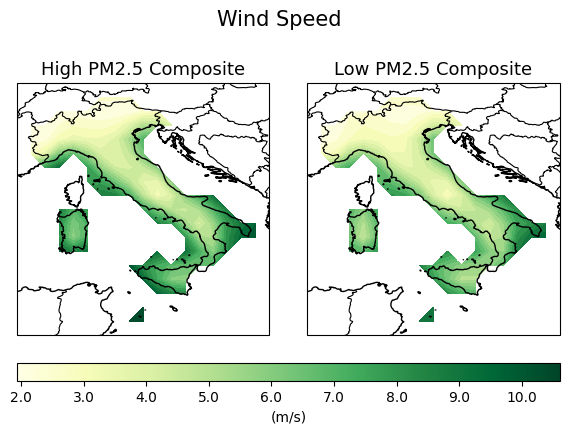 Wind Speed
High PM2.5 Composite
Low PM2.5 Composite
2.0 3.0 4.0 5.0 6.0 7.0 8.0 9.0 10.0
(m/s)